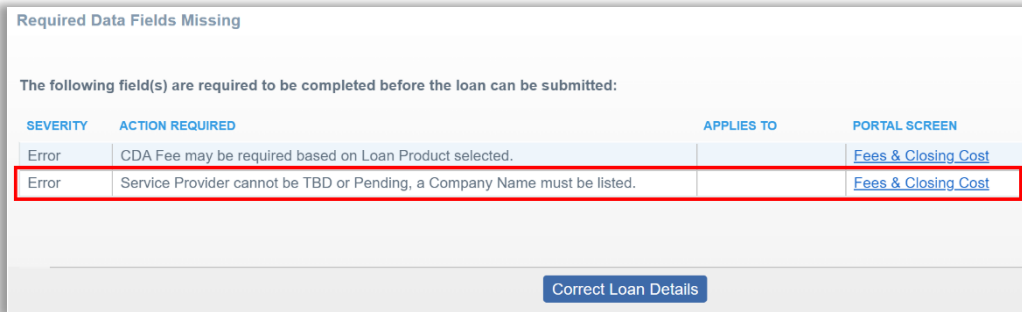 Required Data Fields Missing
The following field(s) are required to be completed before the loan can be submitted:
SEVERITY ACTION REQUIRED APPLIES TO PORTAL SCREEN
Error CDA Fee may be required based on Loan Product selected. Fees & Closing Cost
Error Service Provider cannot be TBD or Pending, a Company Name must be listed. Fees & Closing Cost
Correct Loan Details